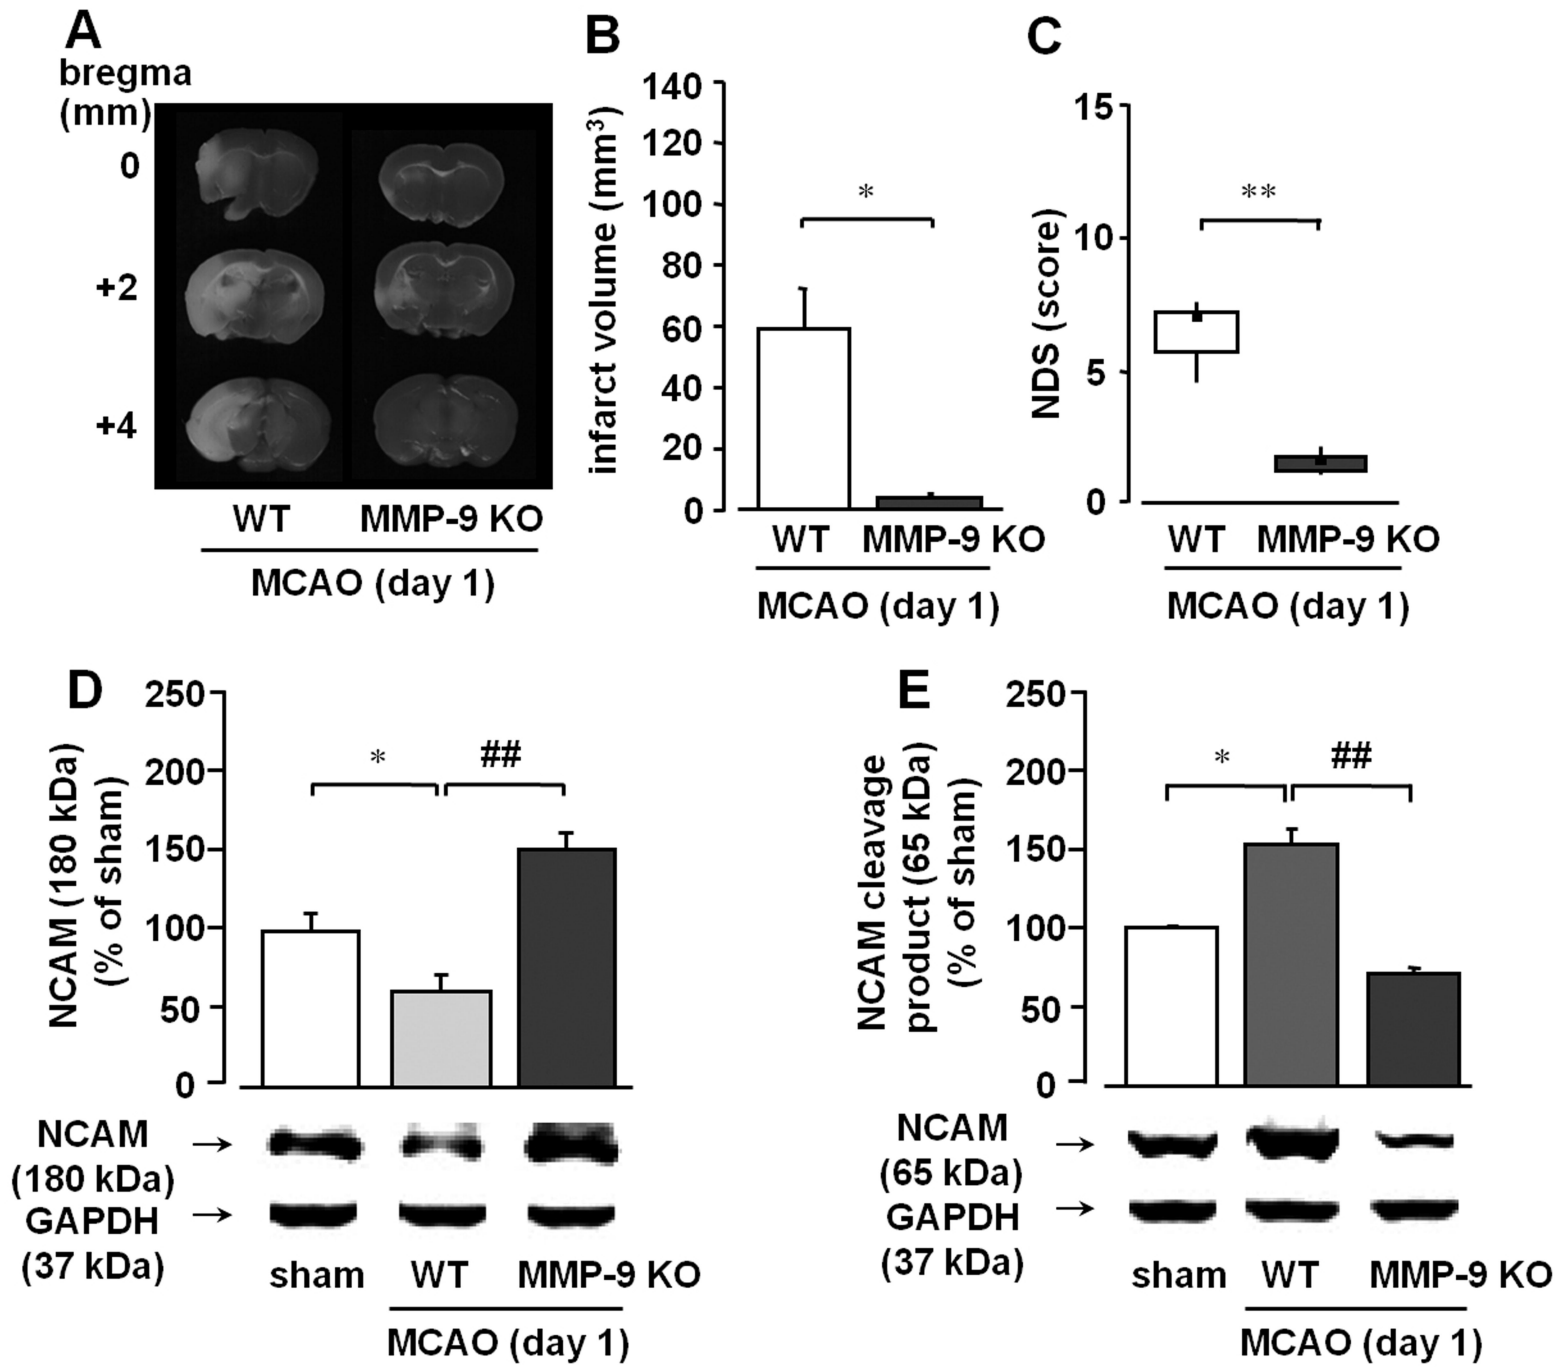 A
bregma
(mm)
0
+2
+4
WT MMP-9 KO
MCAO (day 1)
B
infarct volume (mm³)
140
120
100
80
60
40
20
0
*
WT MMP-9 KO
MCAO (day 1)
C
NDS (score)
15
10
5
0
**
WT MMP-9 KO
MCAO (day 1)
D
NCAM (180 kDa)
(% of sham)
250
200
150
100
50
0
* ##
NCAM →
(180 kDa)
GAPDH →
(37 kDa)
sham WT MMP-9 KO
MCAO (day 1)
E
NCAM cleavage
product (65 kDa)
(% of sham)
250
200
150
100
50
0
* ##
NCAM →
(65 kDa)
GAPDH →
(37 kDa)
sham WT MMP-9 KO
MCAO (day 1)